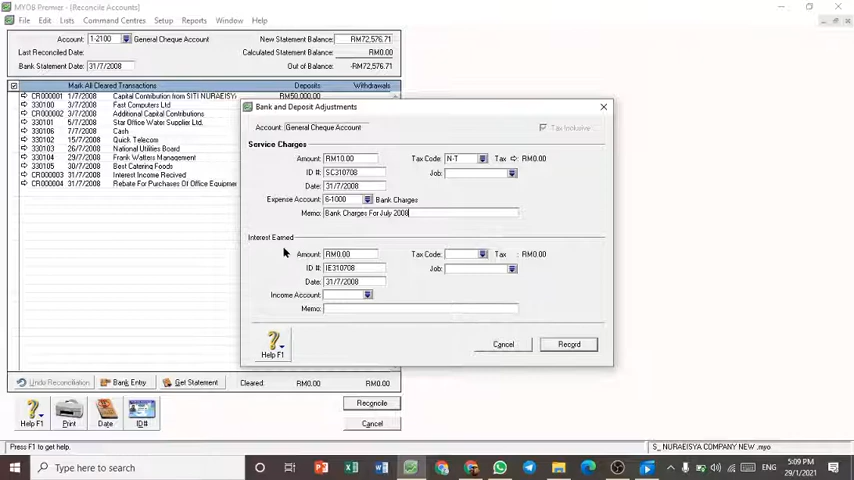 MYOB Premier - [Reconcile Accounts]
File Edit Lists Command Centres Setup Reports Window Help
Account: 1-2100 General Cheque Account New Statement Balance: RM72,576.71
Last Reconciled Date: Calculated Statement Balance: RM0.00
Bank Statement Date: 31/7/2008 Out of Balance: -RM72,576.71
Mark All Cleared Transactions Deposits Withdrawals
CR000001 1/7/2008 Capital Contribution from SITI NURAEISYA RM50,000.00
330100 3/7/2008 Fast Computers Ltd
CR000002 3/7/2008 Additional Capital Contributions
330101 5/7/2008 Star Office Water Supplier Ltd.
330106 7/7/2008 Cash
330102 15/7/2008 Quick Telecom
330103 26/7/2008 National Utilities Board
330104 29/7/2008 Frank Watters Management
330105 30/7/2008 Best Catering Foods
CR000003 31/7/2008 Interest Income Recived
CR000004 31/7/2008 Rebate For Purchases Of Office Equipmen
Bank and Deposit Adjustments
Account: General Cheque Account Tax Inclusive
Service Charges
Amount: RM10.00 Tax Code: N-T Tax RM0.00
ID #: SC310708 Job:
Date: 31/7/2008
Expense Account: 6-1000 Bank Charges
Memo: Bank Charges For July 2008
Interest Earned
Amount: RM0.00 Tax Code: Tax : RM0.00
ID #: IE310708 Job:
Date: 31/7/2008
Income Account:
Memo:
Help F1 Cancel Record
Undo Reconciliation Bank Entry Get Statement Cleared: RM0.00 RM0.00
Help F1 Print Date ID# Reconcile
Cancel
Press F1 to get help. S_ NURAEISYA COMPANY NEW .myo
Type here to search ENG 5:09 PM
29/1/2021